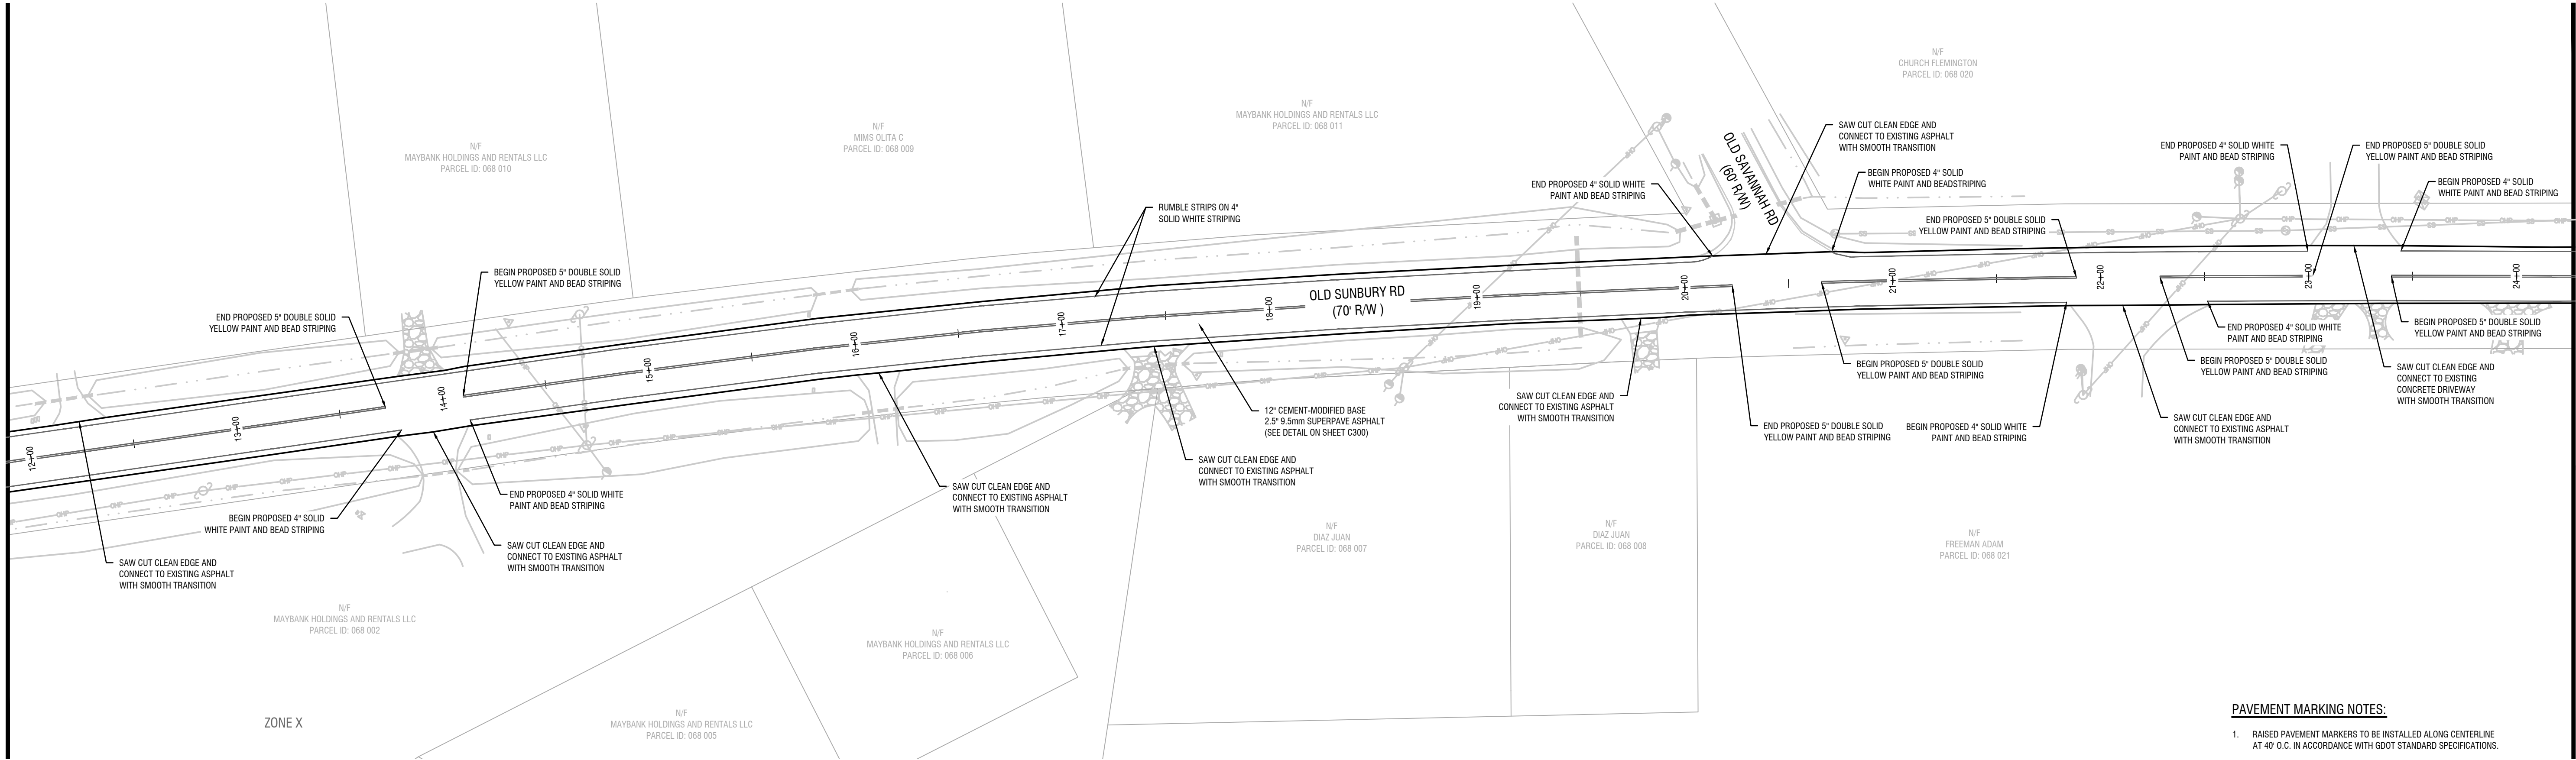 N/F
CHURCH FLEMINGTON
PARCEL ID: 068 020
N/F
MAYBANK HOLDINGS AND RENTALS LLC
PARCEL ID: 068 011
N/F
MIMS OLITA C
PARCEL ID: 068 009
N/F
MAYBANK HOLDINGS AND RENTALS LLC
PARCEL ID: 068 010
SAW CUT CLEAN EDGE AND
CONNECT TO EXISTING ASPHALT
WITH SMOOTH TRANSITION
OLD SAVANNAH RD
(60' R/W)
END PROPOSED 4" SOLID WHITE
PAINT AND BEAD STRIPING
END PROPOSED 5" DOUBLE SOLID
YELLOW PAINT AND BEAD STRIPING
BEGIN PROPOSED 4" SOLID
WHITE PAINT AND BEADSTRIPING
END PROPOSED 4" SOLID WHITE
PAINT AND BEAD STRIPING
BEGIN PROPOSED 4" SOLID
WHITE PAINT AND BEAD STRIPING
RUMBLE STRIPS ON 4"
SOLID WHITE STRIPING
END PROPOSED 5" DOUBLE SOLID
YELLOW PAINT AND BEAD STRIPING
BEGIN PROPOSED 5" DOUBLE SOLID
YELLOW PAINT AND BEAD STRIPING
END PROPOSED 5" DOUBLE SOLID
YELLOW PAINT AND BEAD STRIPING
OLD SUNBURY RD
(70' R/W )
12+00
13+00
14+00
15+00
16+00
17+00
18+00
19+00
20+00
21+00
22+00
23+00
24+00
END PROPOSED 4" SOLID WHITE
PAINT AND BEAD STRIPING
BEGIN PROPOSED 5" DOUBLE SOLID
YELLOW PAINT AND BEAD STRIPING
BEGIN PROPOSED 5" DOUBLE SOLID
YELLOW PAINT AND BEAD STRIPING
BEGIN PROPOSED 5" DOUBLE SOLID
YELLOW PAINT AND BEAD STRIPING
SAW CUT CLEAN EDGE AND
CONNECT TO EXISTING
CONCRETE DRIVEWAY
WITH SMOOTH TRANSITION
SAW CUT CLEAN EDGE AND
CONNECT TO EXISTING ASPHALT
WITH SMOOTH TRANSITION
12" CEMENT-MODIFIED BASE
2.5" 9.5mm SUPERPAVE ASPHALT
(SEE DETAIL ON SHEET C300)
END PROPOSED 5" DOUBLE SOLID
YELLOW PAINT AND BEAD STRIPING
BEGIN PROPOSED 4" SOLID WHITE
PAINT AND BEAD STRIPING
SAW CUT CLEAN EDGE AND
CONNECT TO EXISTING ASPHALT
WITH SMOOTH TRANSITION
SAW CUT CLEAN EDGE AND
CONNECT TO EXISTING ASPHALT
WITH SMOOTH TRANSITION
SAW CUT CLEAN EDGE AND
CONNECT TO EXISTING ASPHALT
WITH SMOOTH TRANSITION
END PROPOSED 4" SOLID WHITE
PAINT AND BEAD STRIPING
BEGIN PROPOSED 4" SOLID
WHITE PAINT AND BEAD STRIPING
SAW CUT CLEAN EDGE AND
CONNECT TO EXISTING ASPHALT
WITH SMOOTH TRANSITION
SAW CUT CLEAN EDGE AND
CONNECT TO EXISTING ASPHALT
WITH SMOOTH TRANSITION
N/F
DIAZ JUAN
PARCEL ID: 068 007
N/F
DIAZ JUAN
PARCEL ID: 068 008
N/F
FREEMAN ADAM
PARCEL ID: 068 021
N/F
MAYBANK HOLDINGS AND RENTALS LLC
PARCEL ID: 068 002
N/F
MAYBANK HOLDINGS AND RENTALS LLC
PARCEL ID: 068 006
N/F
MAYBANK HOLDINGS AND RENTALS LLC
PARCEL ID: 068 005
ZONE X
PAVEMENT MARKING NOTES:
1. RAISED PAVEMENT MARKERS TO BE INSTALLED ALONG CENTERLINE
AT 40' O.C. IN ACCORDANCE WITH GDOT STANDARD SPECIFICATIONS.